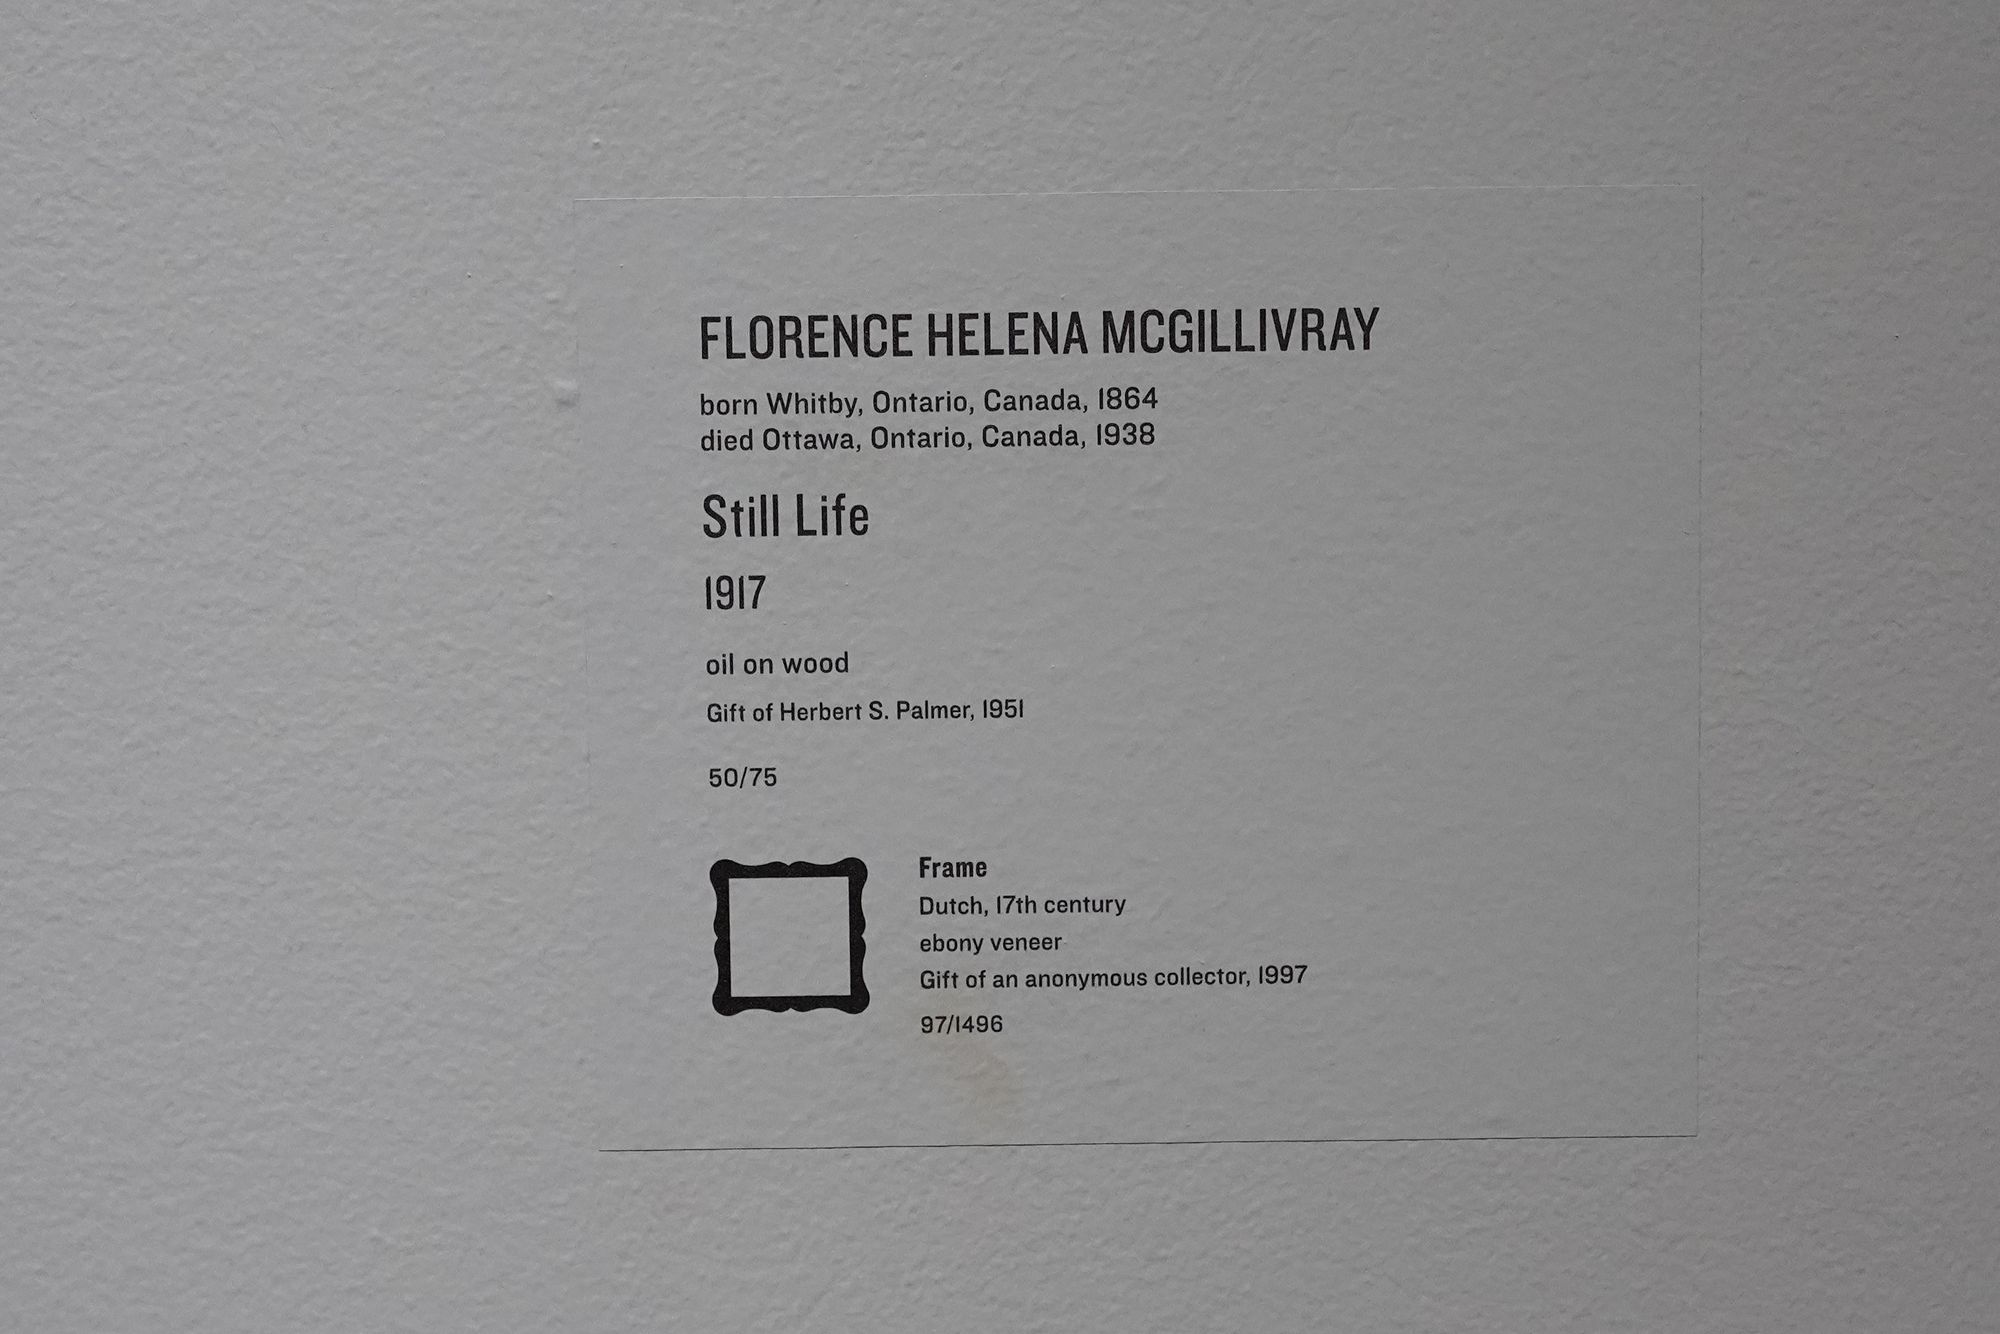 FLORENCE HELENA MCGILLIVRAY
born Whitby, Ontario, Canada, 1864
died Ottawa, Ontario, Canada, 1938
Still Life
1917
oil on wood
Gift of Herbert S. Palmer, 1951
50/75
Frame
Dutch, 17th century
ebony veneer
Gift of an anonymous collector, 1997
97/1496